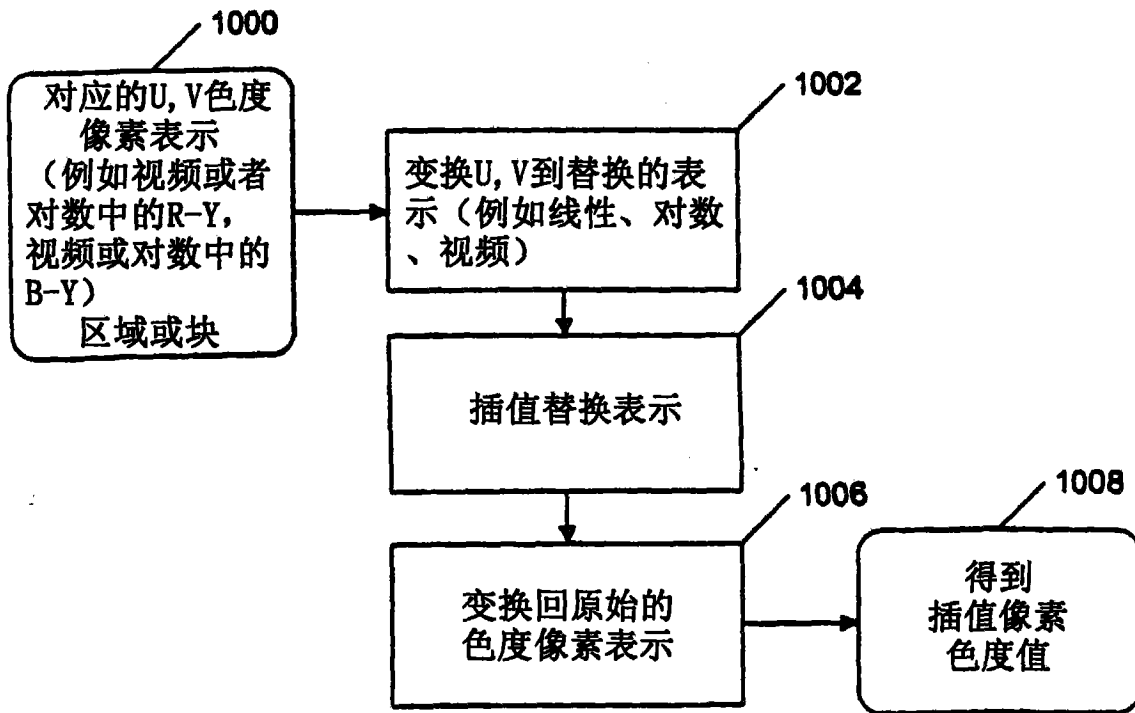 1000
对应的U,V色度
像素表示
（例如视频或者
对数中的R-Y,
视频或对数中的
B-Y）
区域或块
1002
变换U,V到替换的表
示（例如线性、对数
、视频）
1004
插值替换表示
1006
变换回原始的
色度像素表示
1008
得到
插值像素
色度值